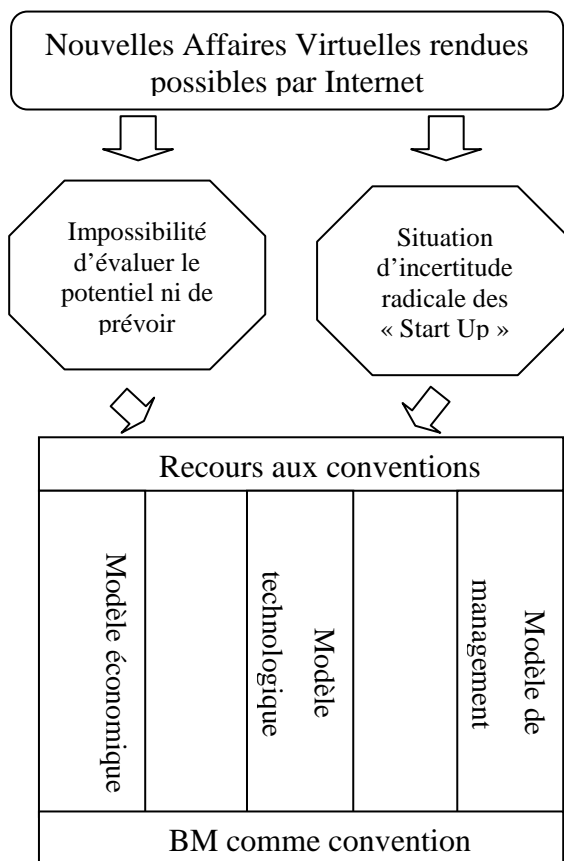 Nouvelles Affaires Virtuelles rendues
possibles par Internet
Impossibilité
d'évaluer le
potentiel ni de
prévoir
Situation
d'incertitude
radicale des
« Start Up »
Recours aux conventions
Modèle économique
Modèle
technologique
Modèle de
management
BM comme convention